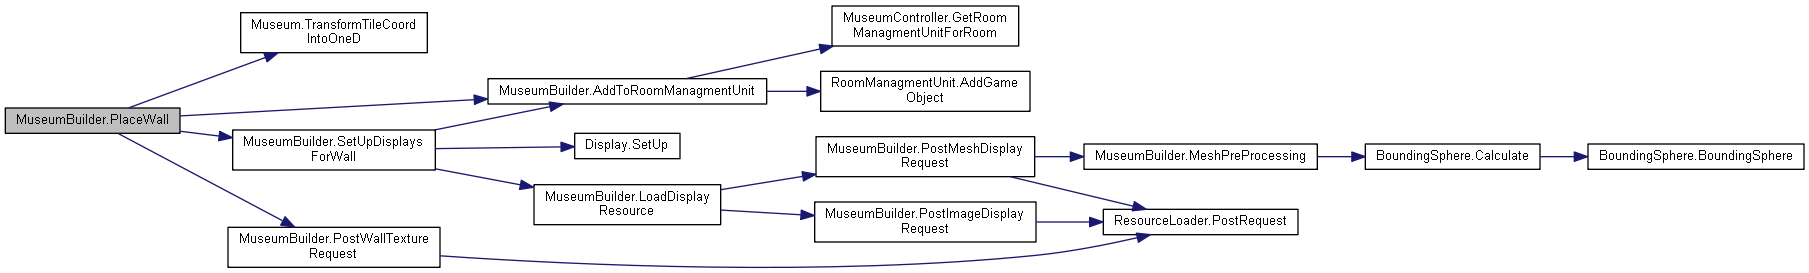 MuseumBuilder.PlaceWall
Museum.TransformTileCoord
IntoOneD
MuseumBuilder.AddToRoomManagmentUnit
MuseumBuilder.SetUpDisplays
ForWall
MuseumBuilder.PostWallTexture
Request
MuseumController.GetRoom
ManagmentUnitForRoom
RoomManagmentUnit.AddGame
Object
Display.SetUp
MuseumBuilder.LoadDisplay
Resource
MuseumBuilder.PostMeshDisplay
Request
MuseumBuilder.PostImageDisplay
Request
MuseumBuilder.MeshPreProcessing
ResourceLoader.PostRequest
BoundingSphere.Calculate
BoundingSphere.BoundingSphere